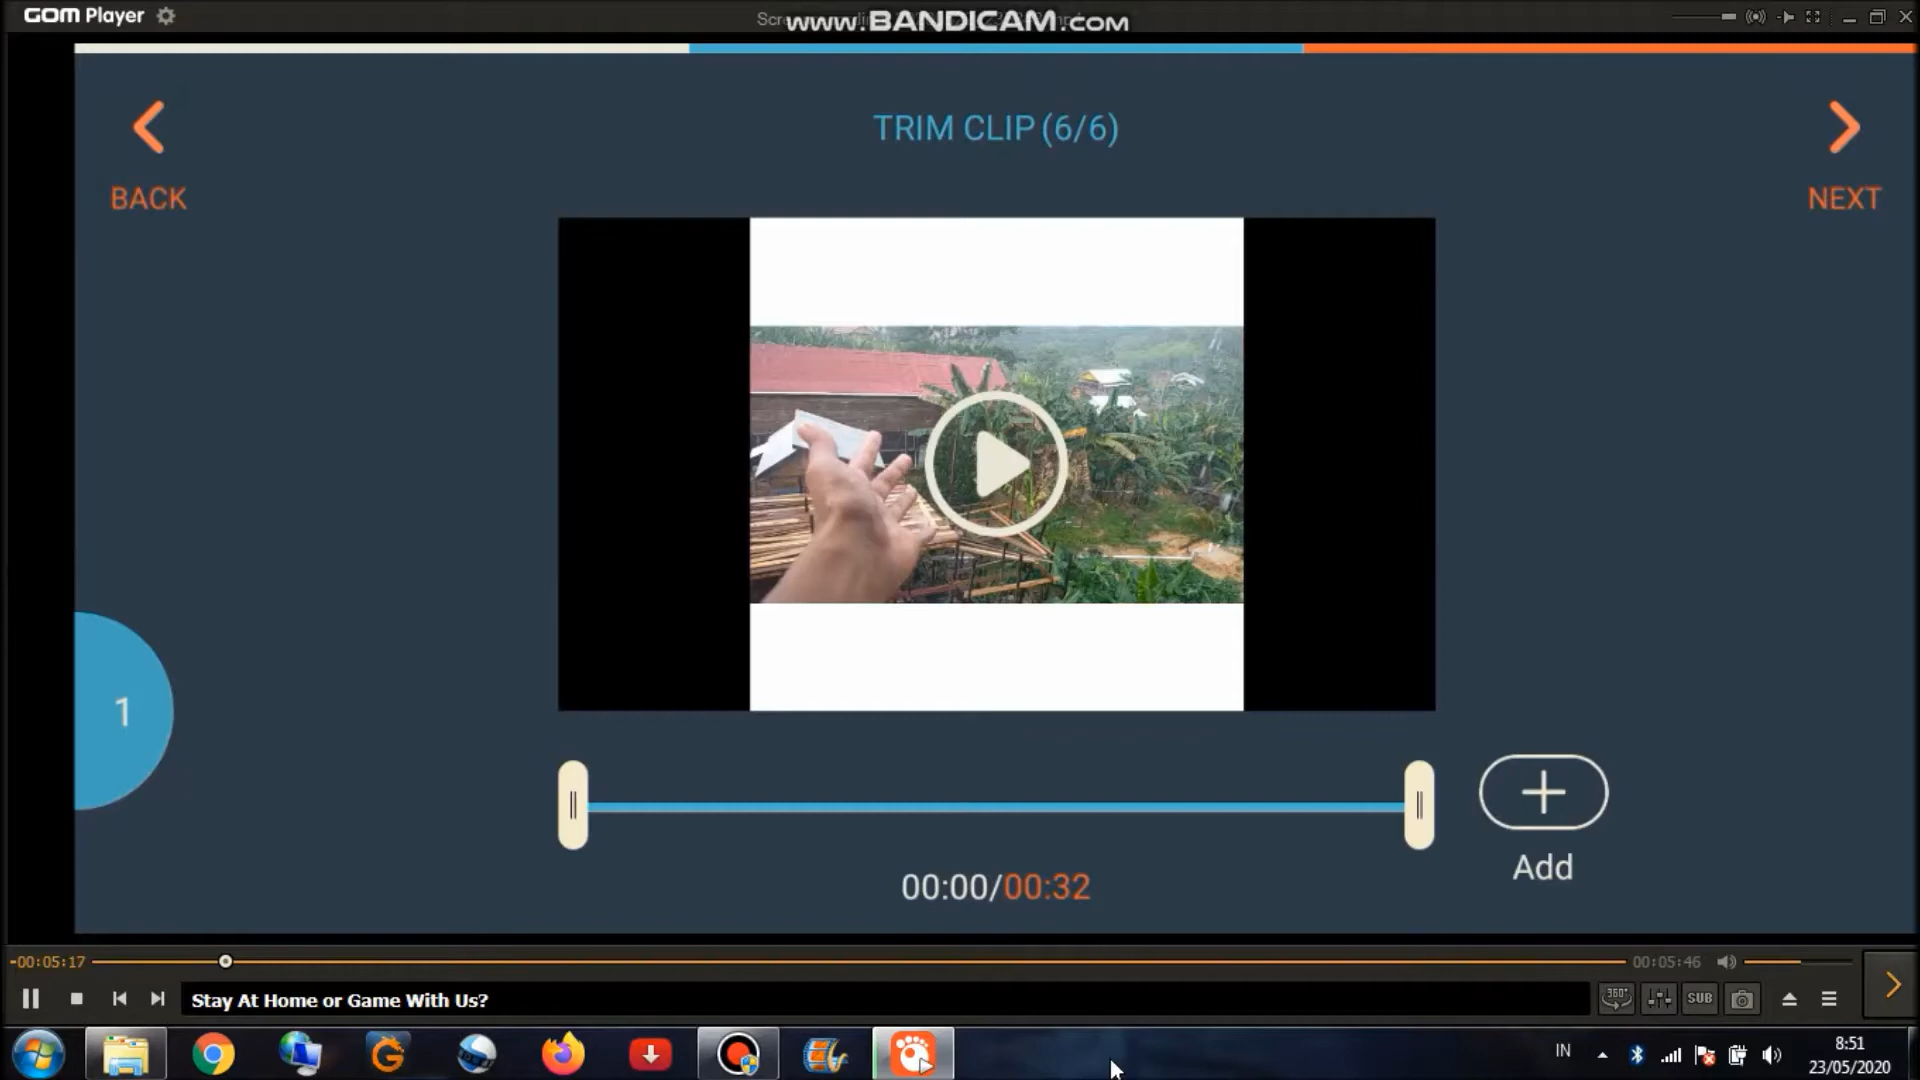 GOM Player
www.BANDICAM.com
TRIM CLIP (6/6)
BACK
NEXT
1
00:00/00:32
Add
-00:05:17
00:05:46
Stay At Home or Game With Us?
360°
SUB
IN
8:51
23/05/2020